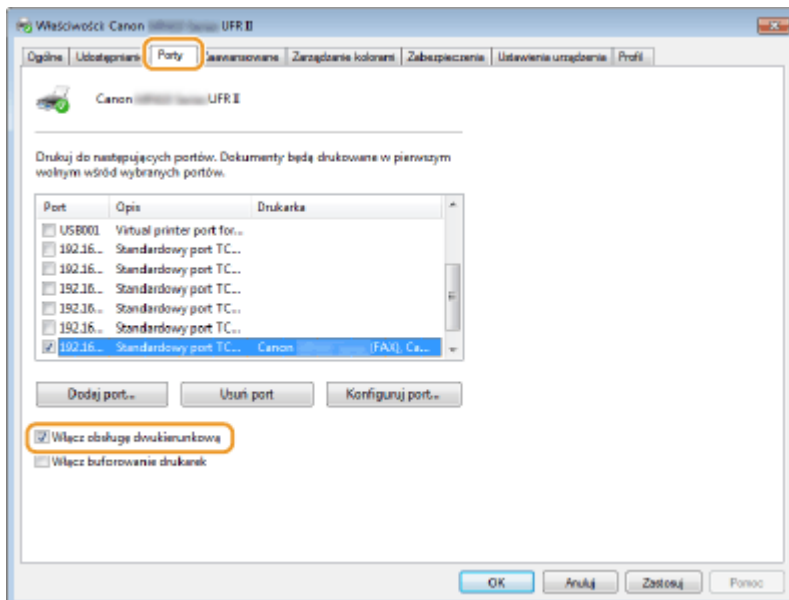 Właściwości: Canon UFR II
Ogólne Udostępnianie Porty Zaawansowane Zarządzanie kolorami Zabezpieczenia Ustawienia urządzenia Profil
Canon UFR II
Drukuj do następujących portów. Dokumenty będą drukowane w pierwszym
wolnym wśród wybranych portów.
Port Opis Drukarka
USB001 Virtual printer port for...
192.16... Standardowy port TC...
192.16... Standardowy port TC...
192.16... Standardowy port TC...
192.16... Standardowy port TC...
192.16... Standardowy port TC...
192.16... Standardowy port TC... Canon (FAX), Ca...
Dodaj port... Usuń port Konfiguruj port...
Włącz obsługę dwukierunkową
Włącz buforowanie drukarek
OK Anuluj Zastosuj Pomoc